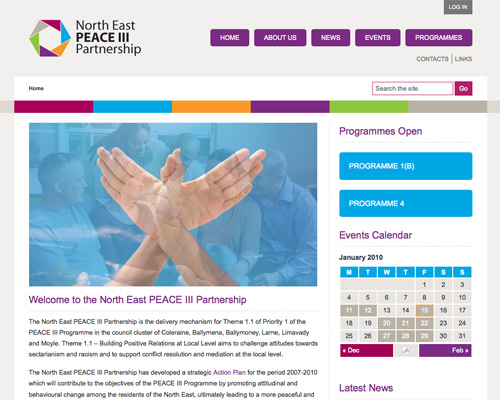 LOG IN
North East
PEACE III
Partnership
HOME
ABOUT US
NEWS
EVENTS
PROGRAMMES
CONTACTS
LINKS
Home
Search the site
Go
Programmes Open
PROGRAMME 1(B)
PROGRAMME 4
Events Calendar
January 2010
M T W T F S S
1 2 3
4 5 6 7 8 9 10
11 12 13 14 15 16 17
18 19 20 21 22 23 24
25 26 27 28 29 30 31
« Dec
Feb »
Latest News
Welcome to the North East PEACE III Partnership
The North East PEACE III Partnership is the delivery mechanism for Theme 1.1 of Priority 1 of
the PEACE III Programme in the council cluster of Coleraine, Ballymena, Ballymoney, Larne, Limavady
and Moyle. Theme 1.1 – Building Positive Relations at Local Level aims to challenge attitudes towards
sectarianism and racism and to support conflict resolution and mediation at the local level.
The North East PEACE III Partnership has developed a strategic Action Plan for the period 2007-2010
which will contribute to the objectives of the PEACE III Programme by promoting attitudinal and
behavioural change among the residents of the North East, ultimately leading to a more peaceful and